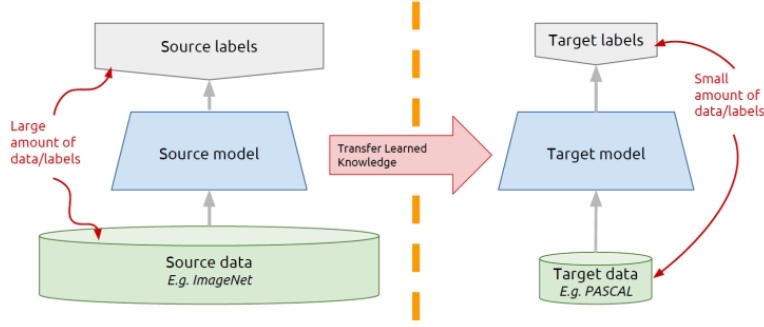 Source labels
Target labels
Large
amount of
data/labels
Small
amount of
data/labels
Source model
Transfer Learned
Knowledge
Target model
Source data
E.g. ImageNet
Target data
E.g. PASCAL